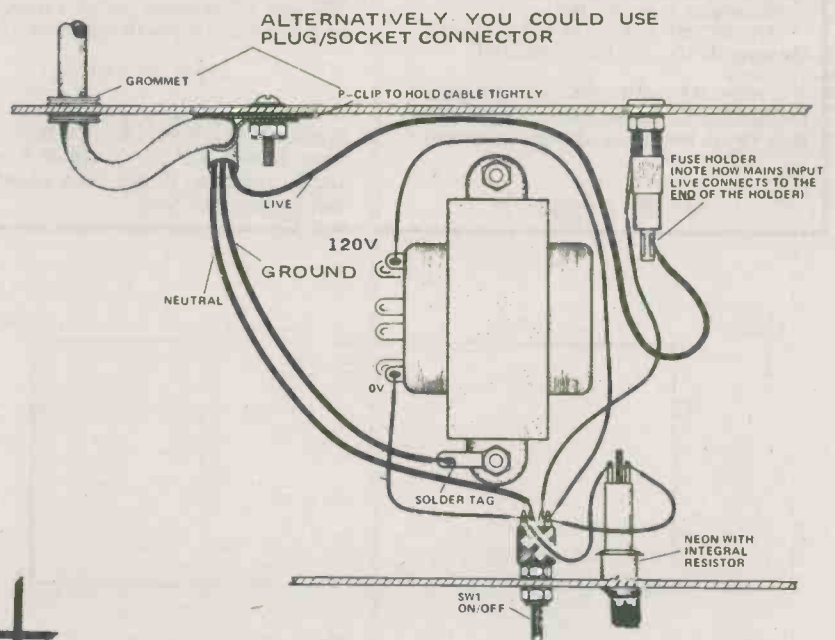 ALTERNATIVELY YOU COULD USE
PLUG/SOCKET CONNECTOR
GROMMET
P-CLIP TO HOLD CABLE TIGHTLY
FUSE HOLDER
(NOTE HOW MAINS INPUT
LIVE CONNECTS TO THE
END OF THE HOLDER)
LIVE
120V
GROUND
NEUTRAL
0V
SOLDER TAG
NEON WITH
INTEGRAL
RESISTOR
SW1
ON/OFF